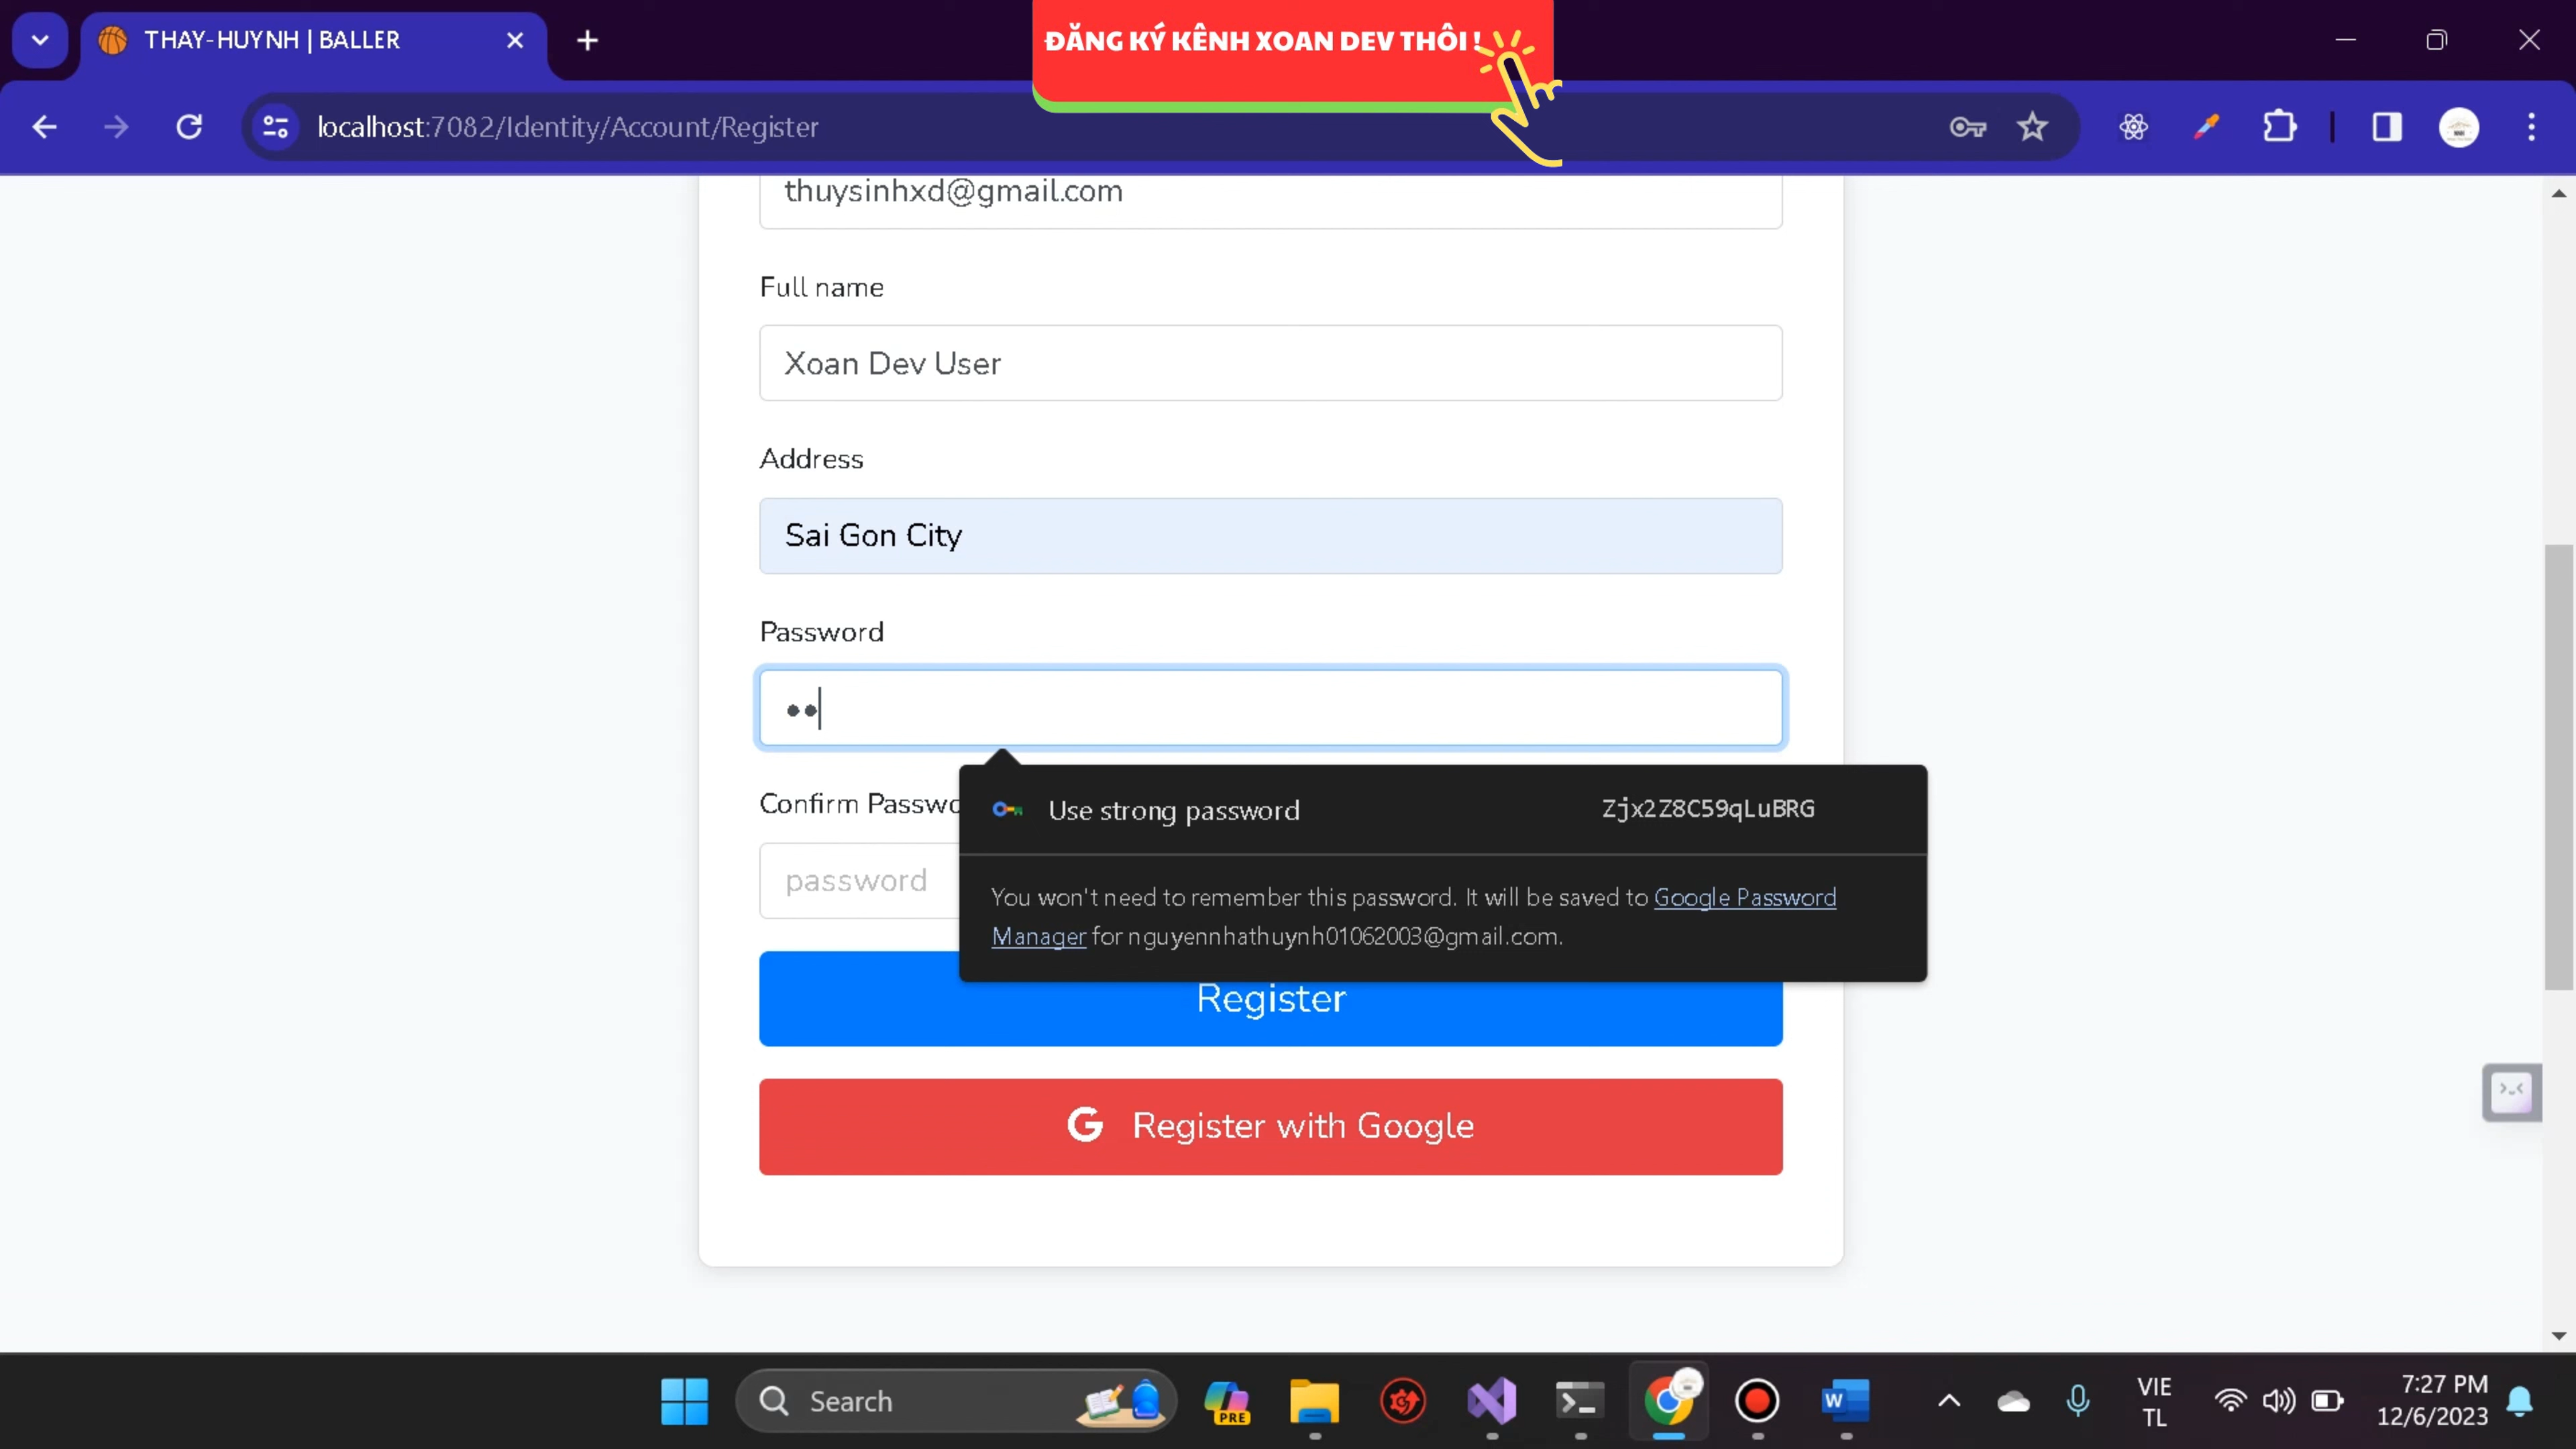 THAY-HUYNH | BALLER
ĐĂNG KÝ KÊNH XOAN DEV THÔI !
localhost:7082/Identity/Account/Register
thuysinhxd@gmail.com
Full name
Xoan Dev User
Address
Sai Gon City
Password
Confirm Passwo
Use strong password
Zjx2Z8C59qLuBRG
password
You won't need to remember this password. It will be saved to Google Password
Manager for nguyennhathuynh01062003@gmail.com.
Register
G Register with Google
Search
PRE
W
VIE
TL
7:27 PM
12/6/2023